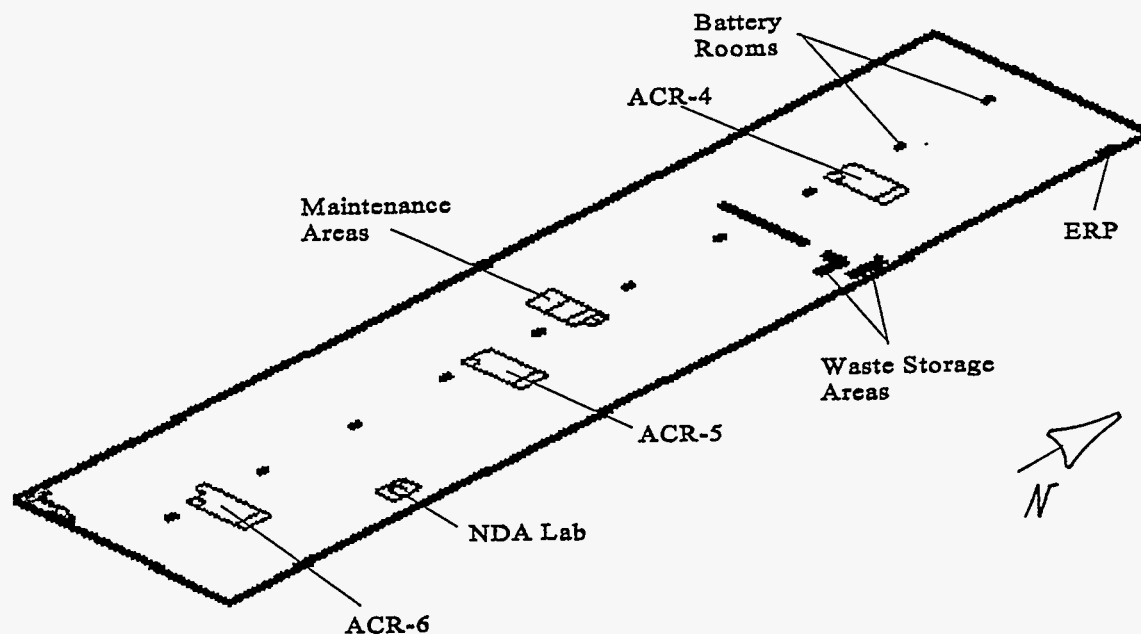 Battery
Rooms
ACR-4
Maintenance
Areas
ERP
Waste Storage
Areas
ACR-5
N
NDA Lab
ACR-6